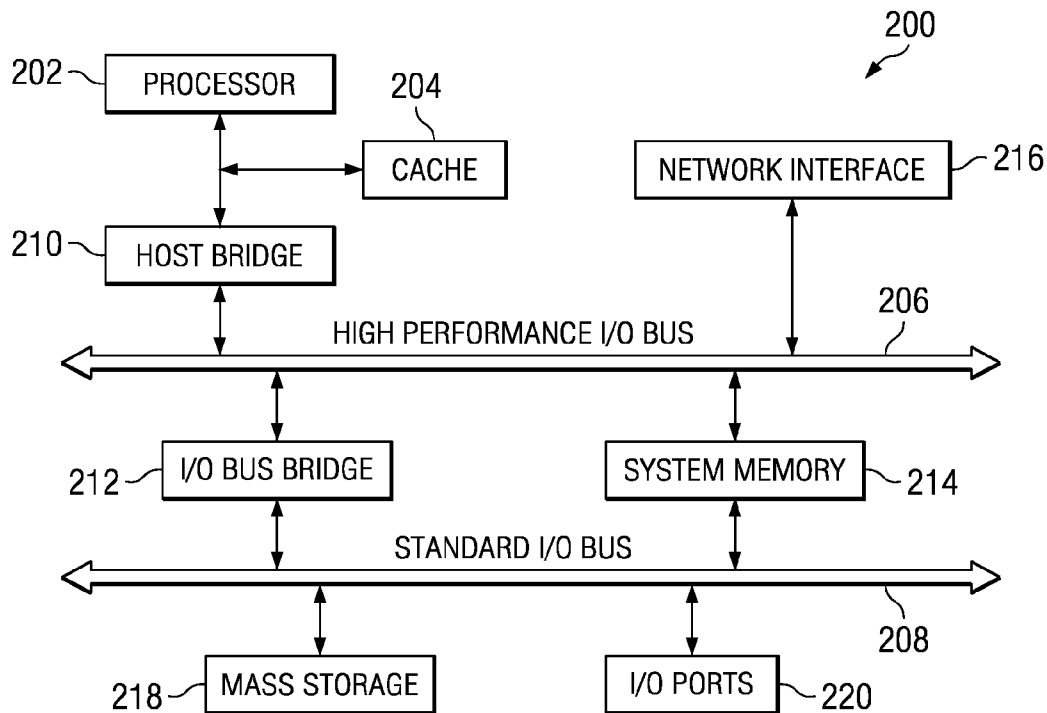 200
202
PROCESSOR
204
CACHE
NETWORK INTERFACE
216
210
HOST BRIDGE
HIGH PERFORMANCE I/O BUS
206
212
I/O BUS BRIDGE
SYSTEM MEMORY
214
STANDARD I/O BUS
208
218
MASS STORAGE
I/O PORTS
220